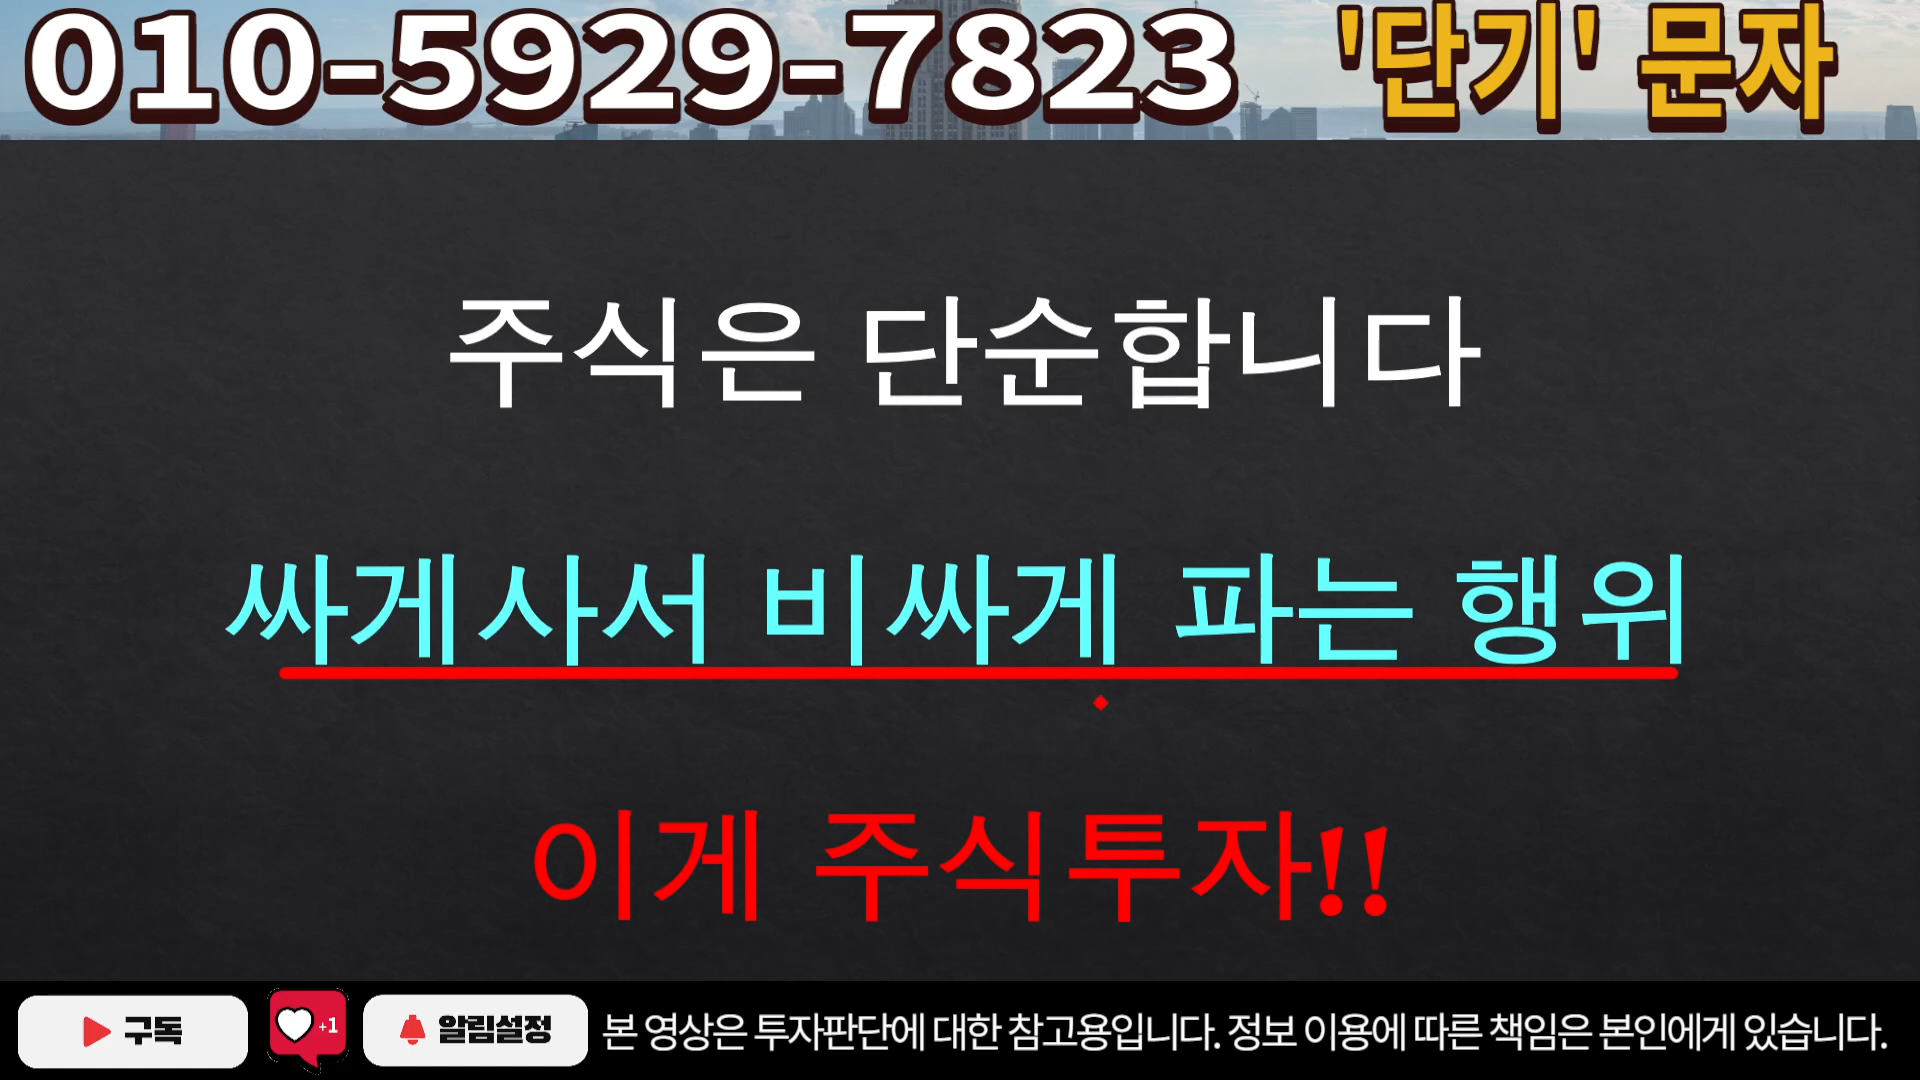 010-5929-7823 '단기' 문자
주식은 단순합니다
싸게사서 비싸게 파는 행위
이게 주식투자!!
구독 +1 알림설정 본 영상은 투자판단에 대한 참고용입니다. 정보 이용에 따른 책임은 본인에게 있습니다.